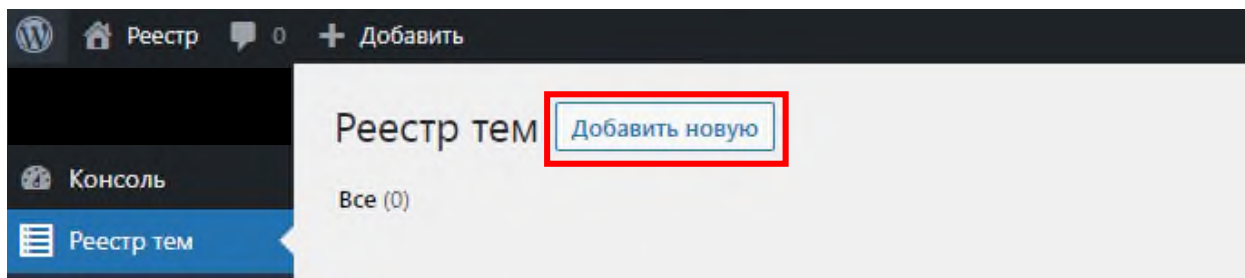 Реестр 0 Добавить
Реестр тем Добавить новую
Консоль
Все (0)
Реестр тем